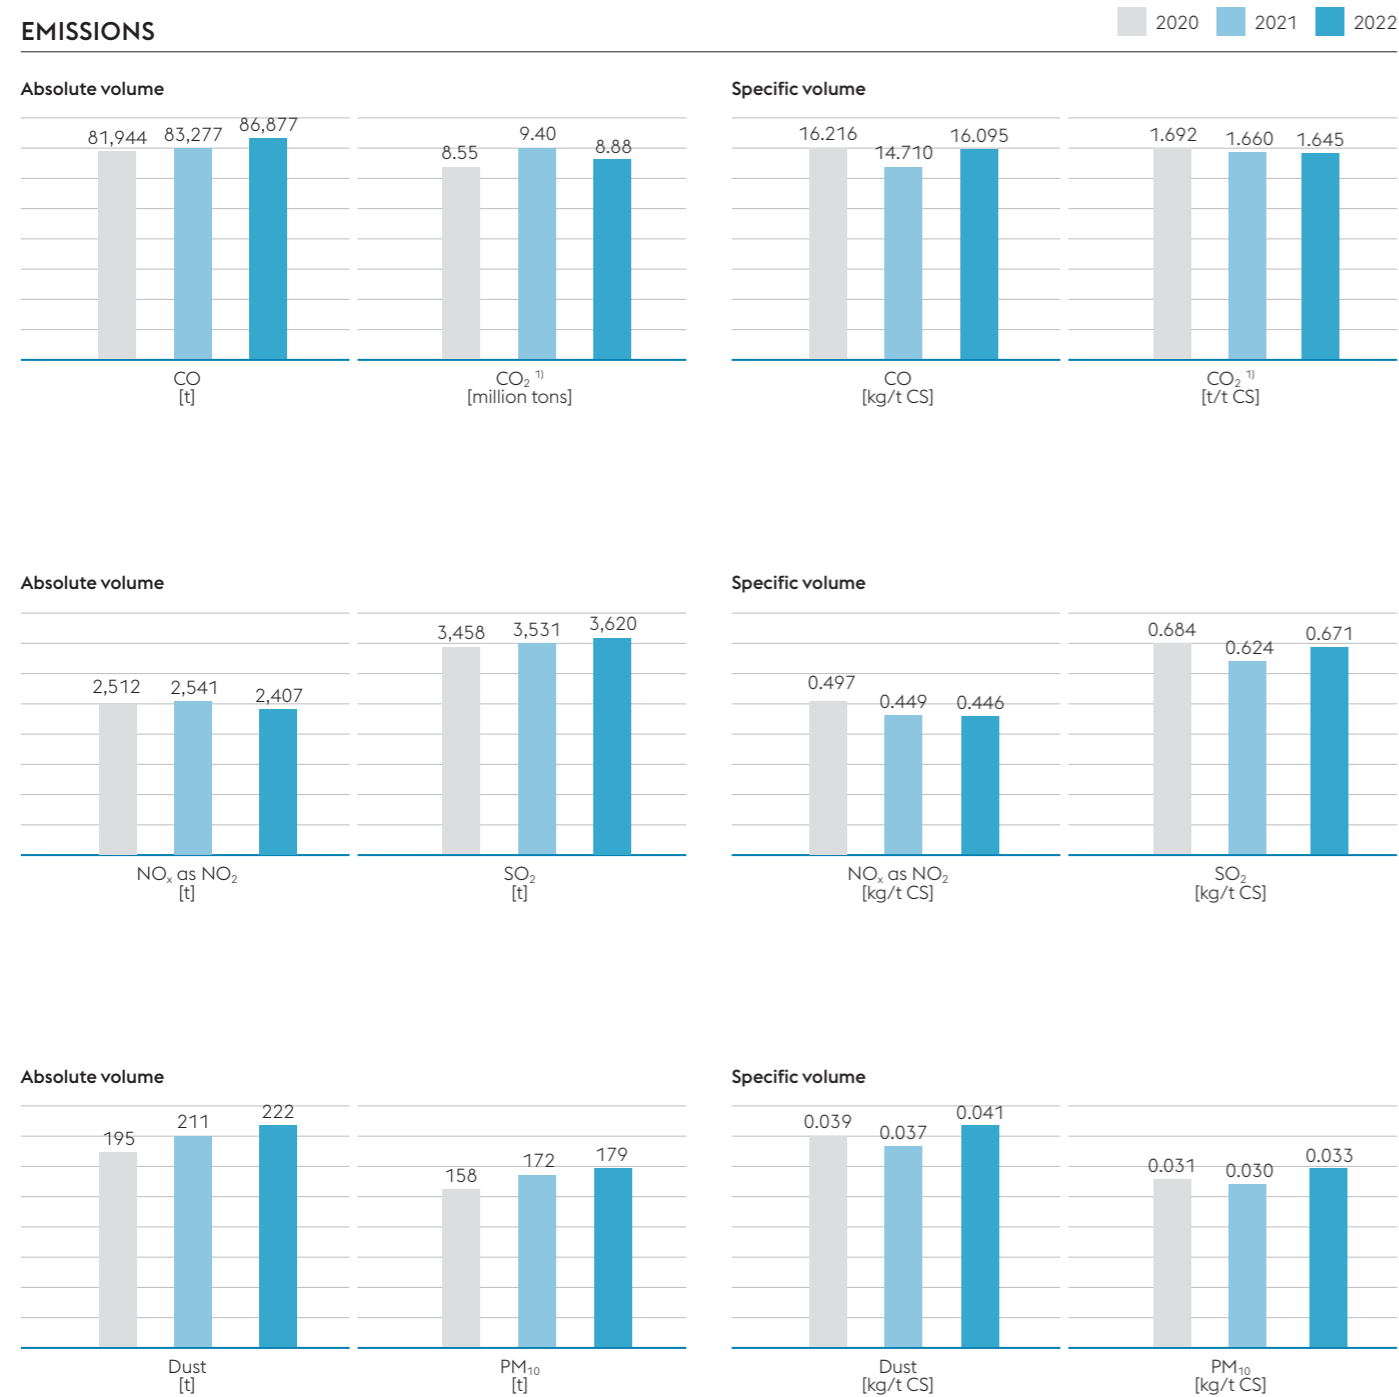 EMISSIONS
2020 2021 2022
Absolute volume
81,944 83,277 86,877
CO
[t]
8.55 9.40 8.88
CO₂ ¹⁾
[million tons]
Specific volume
16.216 14.710 16.095
CO
[kg/t CS]
1.692 1.660 1.645
CO₂ ¹⁾
[t/t CS]
Absolute volume
2,512 2,541 2,407
NOₓ as NO₂
[t]
3,458 3,531 3,620
SO₂
[t]
Specific volume
0.497 0.449 0.446
NOₓ as NO₂
[kg/t CS]
0.684 0.624 0.671
SO₂
[kg/t CS]
Absolute volume
195 211 222
Dust
[t]
158 172 179
PM₁₀
[t]
Specific volume
0.039 0.037 0.041
Dust
[kg/t CS]
0.031 0.030 0.033
PM₁₀
[kg/t CS]